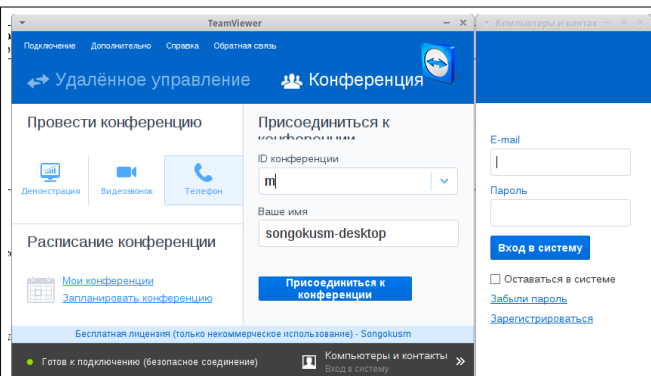 TeamViewer
Подключение Дополнительно Справка Обратная связь
Удалённое управление
Конференция
Провести конференцию
Демонстрация
Видеозвонок
Телефон
Расписание конференции
Мои конференции
Запланировать конференцию
Присоединиться к
конференции
ID конференции
m
Ваше имя
songokusm-desktop
Присоединиться к
конференции
Бесплатная лицензия (только некоммерческое использование) - Songokusm
Готов к подключению (безопасное соединение)
Компьютеры и контакты
Вход в систему
Компьютеры и контак
E-mail
Пароль
Вход в систему
Оставаться в системе
Забыли пароль
Зарегистрироваться